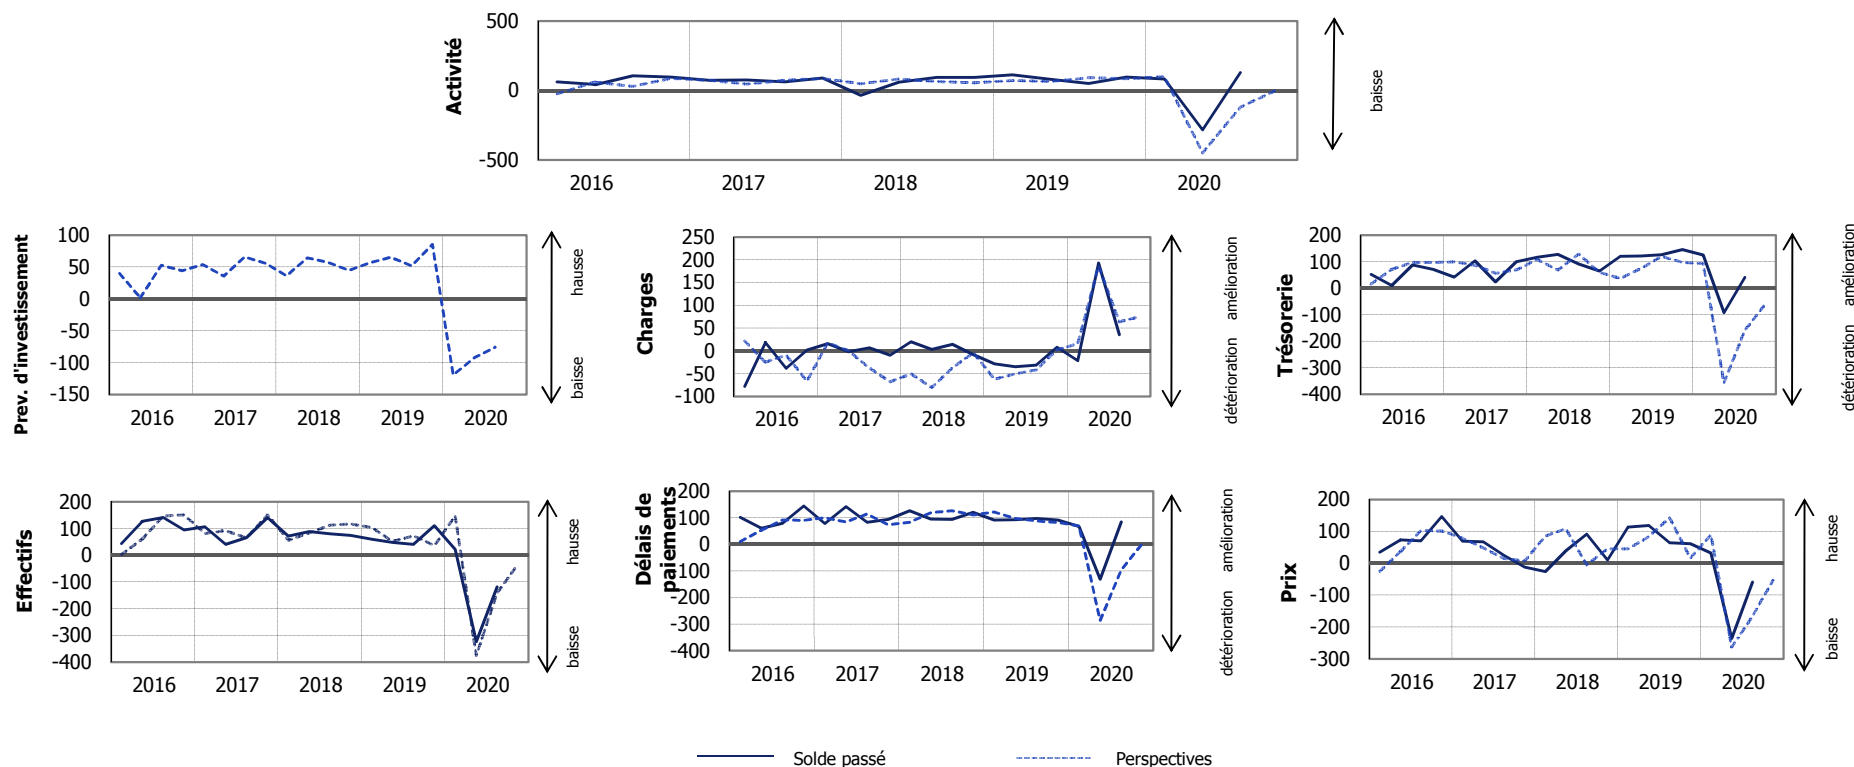 Activité
500
0
-500
2016 2017 2018 2019 2020
baisse
Prev. d'investissement
100
50
0
-50
-100
-150
2016 2017 2018 2019 2020
hausse
baisse
Charges
250
200
150
100
50
0
-50
-100
2016 2017 2018 2019 2020
amélioration
détérioration
Trésorerie
200
100
0
-100
-200
-300
-400
2016 2017 2018 2019 2020
amélioration
détérioration
Effectifs
200
100
0
-100
-200
-300
-400
2016 2017 2018 2019 2020
hausse
baisse
Délais de
paiements
200
100
0
-100
-200
-300
-400
2016 2017 2018 2019 2020
amélioration
détérioration
Prix
200
100
0
-100
-200
-300
2016 2017 2018 2019 2020
hausse
baisse
Solde passé Perspectives